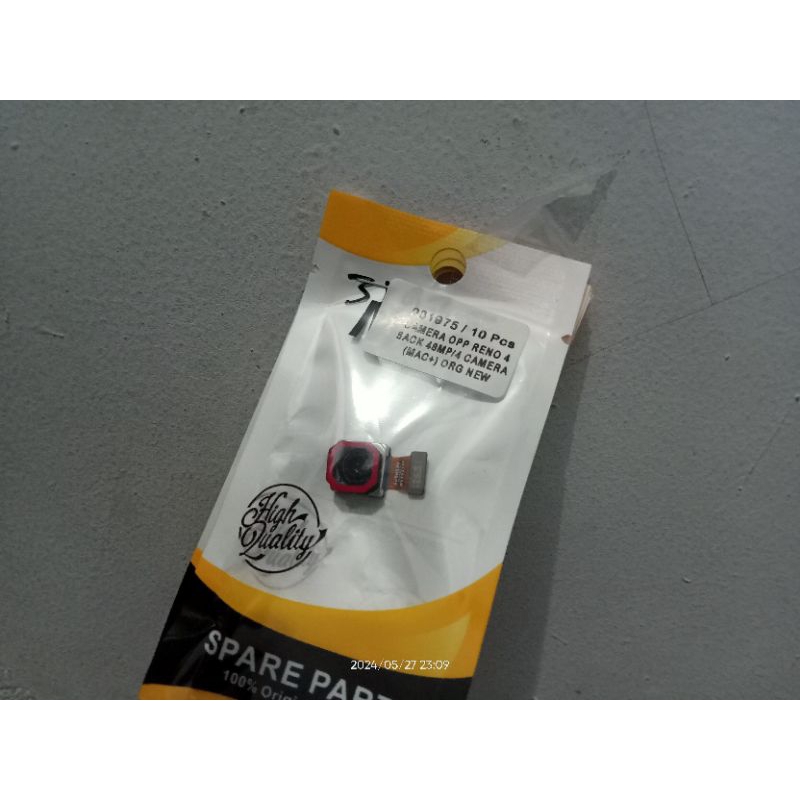 001975 / 10 Pcs
CAMERA OPP RENO 4
BACK 48MP/4 CAMERA
(MAC+) ORG NEW
High
Quality
SPARE PART
100%
2024/05/27 23:09